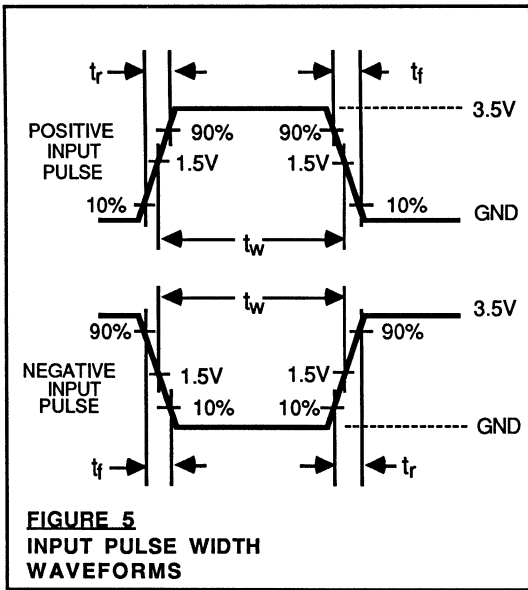 tr
tf
3.5V
POSITIVE
INPUT
PULSE
90%
90%
1.5V
1.5V
10%
10%
GND
tw
tw
3.5V
90%
90%
NEGATIVE
INPUT
PULSE
1.5V
1.5V
10%
10%
GND
tf
tr
FIGURE 5
INPUT PULSE WIDTH
WAVEFORMS